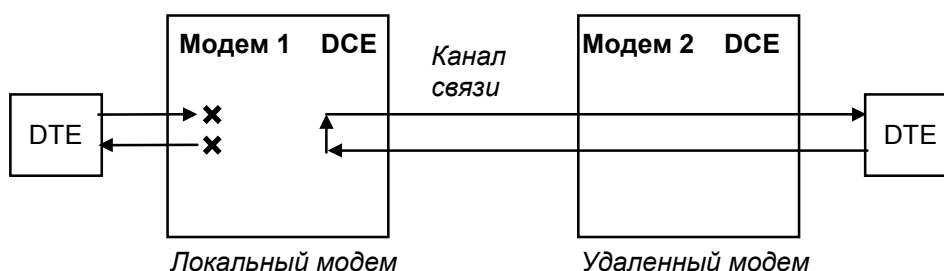 Модем 1 DCE
Канал
связи
Модем 2 DCE
DTE
DTE
Локальный модем
Удаленный модем